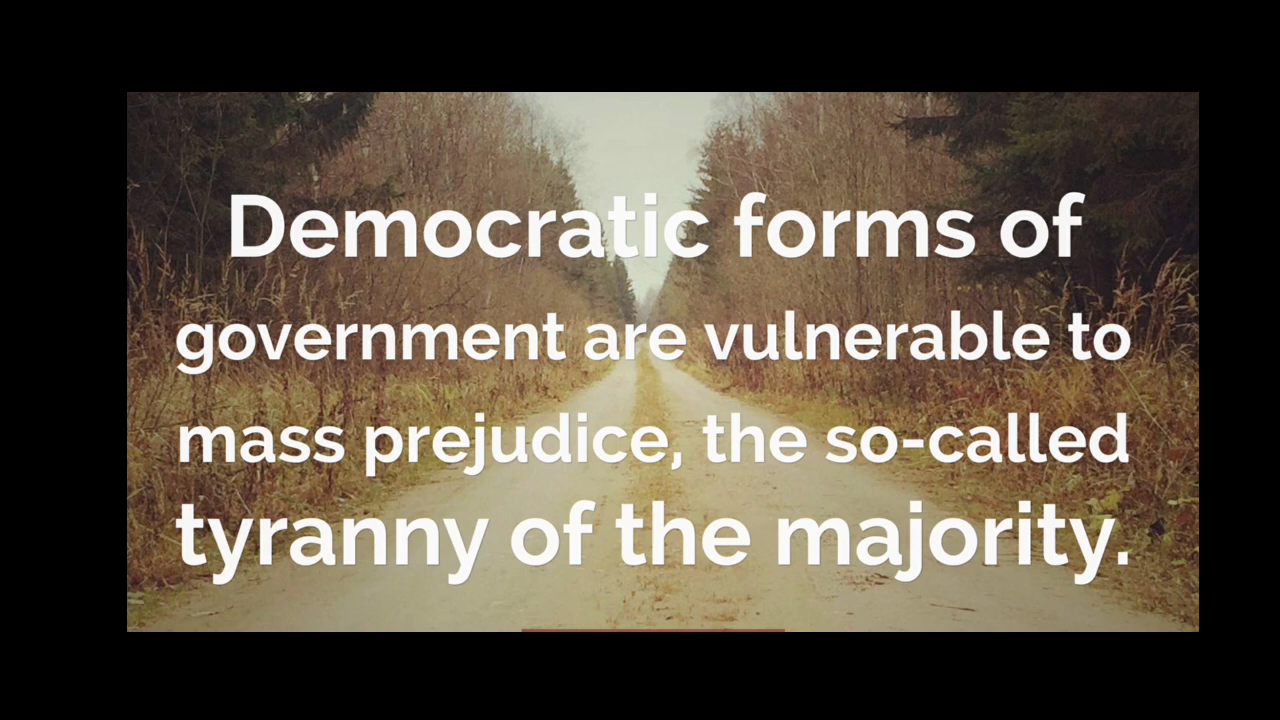 Democratic forms of
government are vulnerable to
mass prejudice, the so-called
tyranny of the majority.